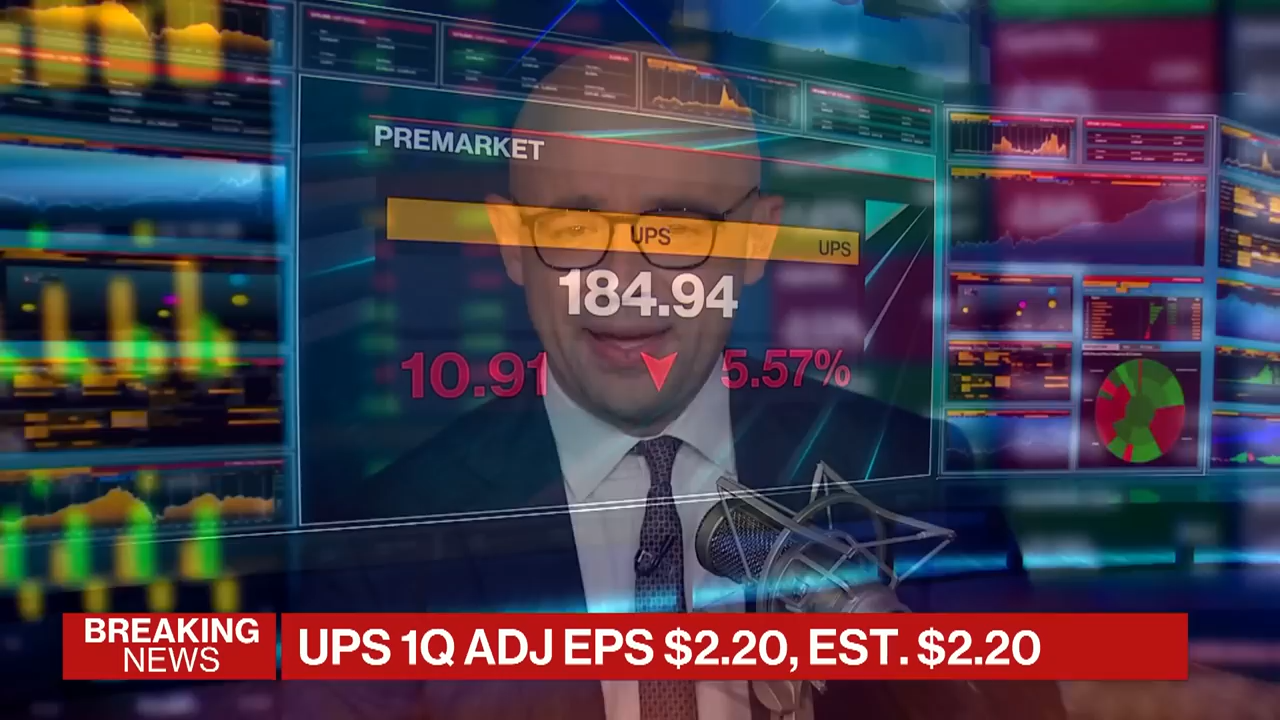 PREMARKET
UPS
UPS
184.94
10.91
5.57%
BREAKING
NEWS
UPS 1Q ADJ EPS $2.20, EST. $2.20